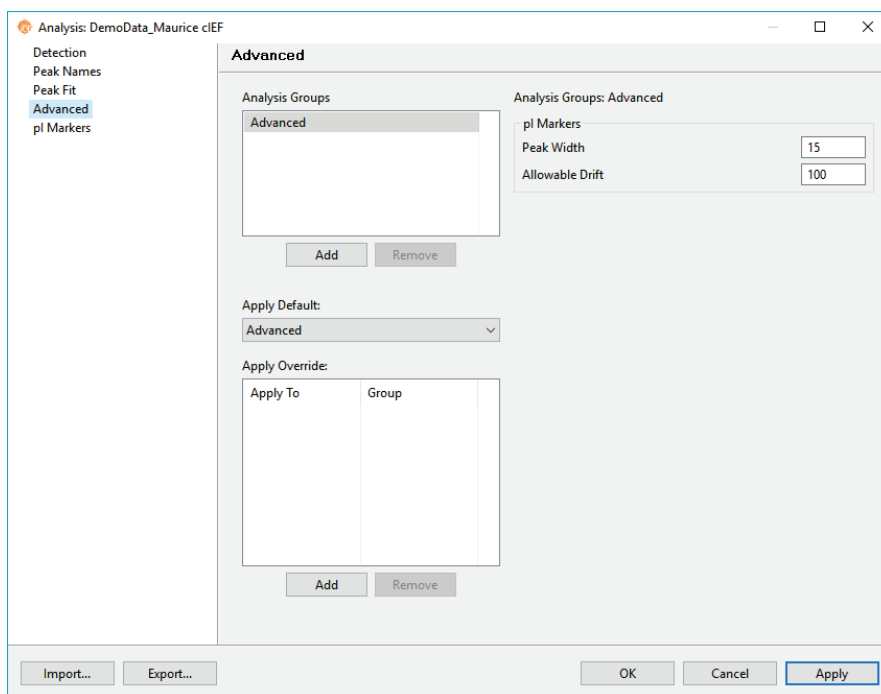 Analysis: DemoData_Maurice cIEF
Detection
Peak Names
Peak Fit
Advanced
pI Markers
Advanced
Analysis Groups
Advanced
Add
Remove
Apply Default:
Advanced
Apply Override:
Apply To
Group
Add
Remove
Analysis Groups: Advanced
pI Markers
Peak Width
15
Allowable Drift
100
Import...
Export...
OK
Cancel
Apply